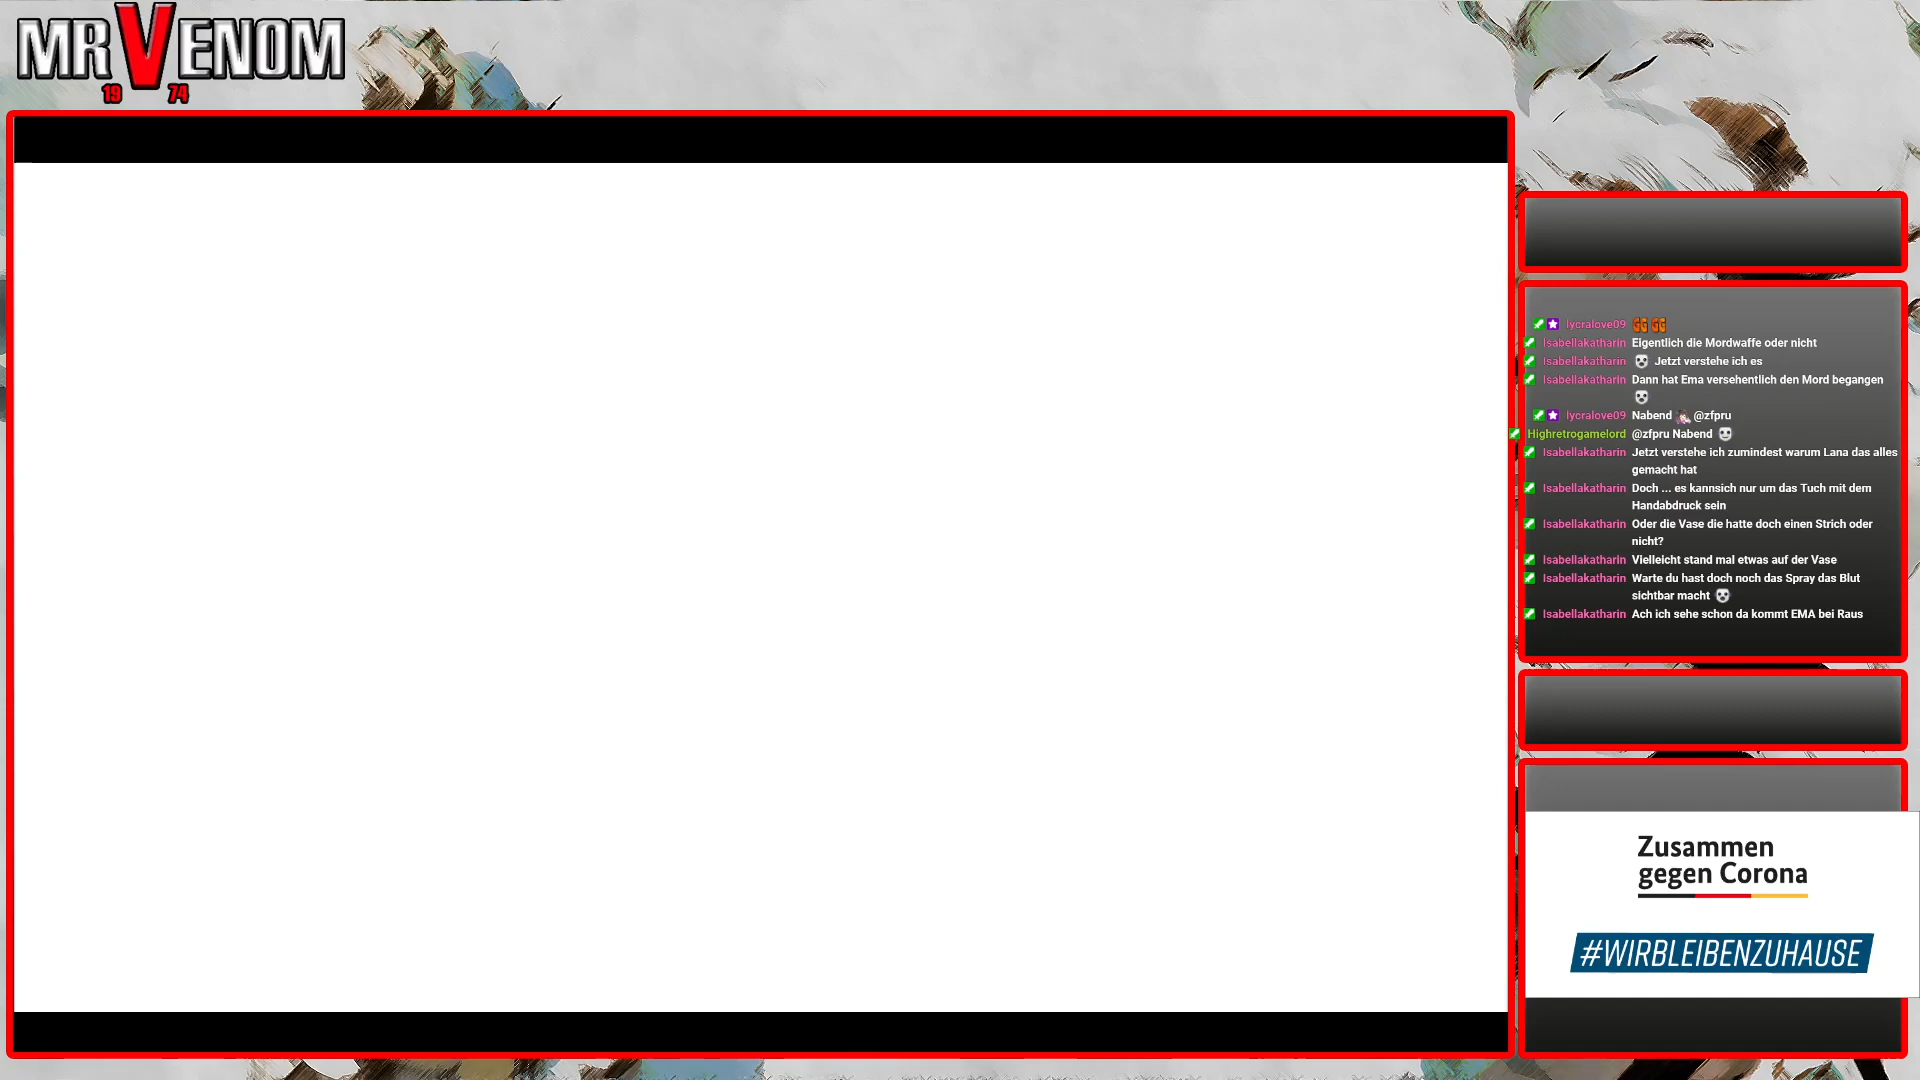 MRVENOM
19 74
lycralove09 GG GG
Isabellakatharin Eigentlich die Mordwaffe oder nicht
Isabellakatharin Jetzt verstehe ich es
Isabellakatharin Dann hat Ema versehentlich den Mord begangen
lycralove09 Nabend @zfpru
Highretrogamelord @zfpru Nabend
Isabellakatharin Jetzt verstehe ich zumindest warum Lana das alles
gemacht hat
Isabellakatharin Doch ... es kannsich nur um das Tuch mit dem
Handabdruck sein
Isabellakatharin Oder die Vase die hatte doch einen Strich oder
nicht?
Isabellakatharin Vielleicht stand mal etwas auf der Vase
Isabellakatharin Warte du hast doch noch das Spray das Blut
sichtbar macht
Isabellakatharin Ach ich sehe schon da kommt EMA bei Raus
Zusammen
gegen Corona
#WIRBLEIBENZUHAUSE